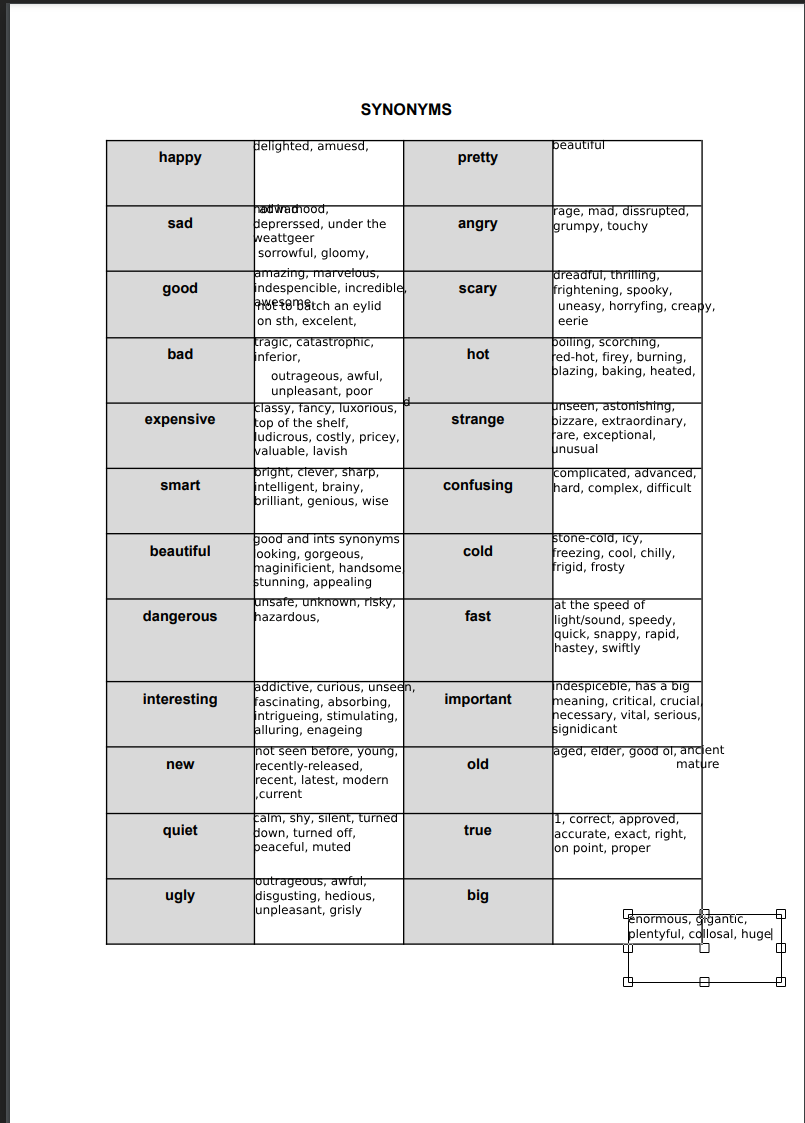 SYNONYMS
happy
delighted, amuesd,
pretty
beautiful
sad
mood,
deprerssed, under the
weattgeer
sorrowful, gloomy,
angry
rage, mad, dissrupted,
grumpy, touchy
good
amazing, marvelous,
indespencible, incredible,
awesome,
not to batch an eylid
on sth, excelent,
scary
dreadful, thrilling,
frightening, spooky,
uneasy, horryfing, creapy,
eerie
bad
tragic, catastrophic,
inferior,
outrageous, awful,
unpleasant, poor
d
hot
boiling, scorching,
red-hot, firey, burning,
blazing, baking, heated,
expensive
classy, fancy, luxorious,
top of the shelf,
ludicrous, costly, pricey,
valuable, lavish
strange
unseen, astonishing,
bizzare, extraordinary,
rare, exceptional,
unusual
smart
bright, clever, sharp,
intelligent, brainy,
brilliant, genious, wise
confusing
complicated, advanced,
hard, complex, difficult
beautiful
good and ints synonyms
looking, gorgeous,
maginificient, handsome,
stunning, appealing
cold
stone-cold, icy,
freezing, cool, chilly,
frigid, frosty
dangerous
unsafe, unknown, risky,
hazardous,
fast
at the speed of
light/sound, speedy,
quick, snappy, rapid,
hastey, swiftly
interesting
addictive, curious, unseen,
fascinating, absorbing,
intrigueing, stimulating,
alluring, enageing
important
indespiceble, has a big
meaning, critical, crucial,
necessary, vital, serious,
signidicant
new
not seen before, young,
recently-released,
recent, latest, modern
,current
old
aged, elder, good ol, ancient
mature
quiet
calm, shy, silent, turned
down, turned off,
peaceful, muted
true
1, correct, approved,
accurate, exact, right,
on point, proper
ugly
outrageous, awful,
disgusting, hedious,
unpleasant, grisly
big
enormous, gigantic,
plentyful, collosal, huge